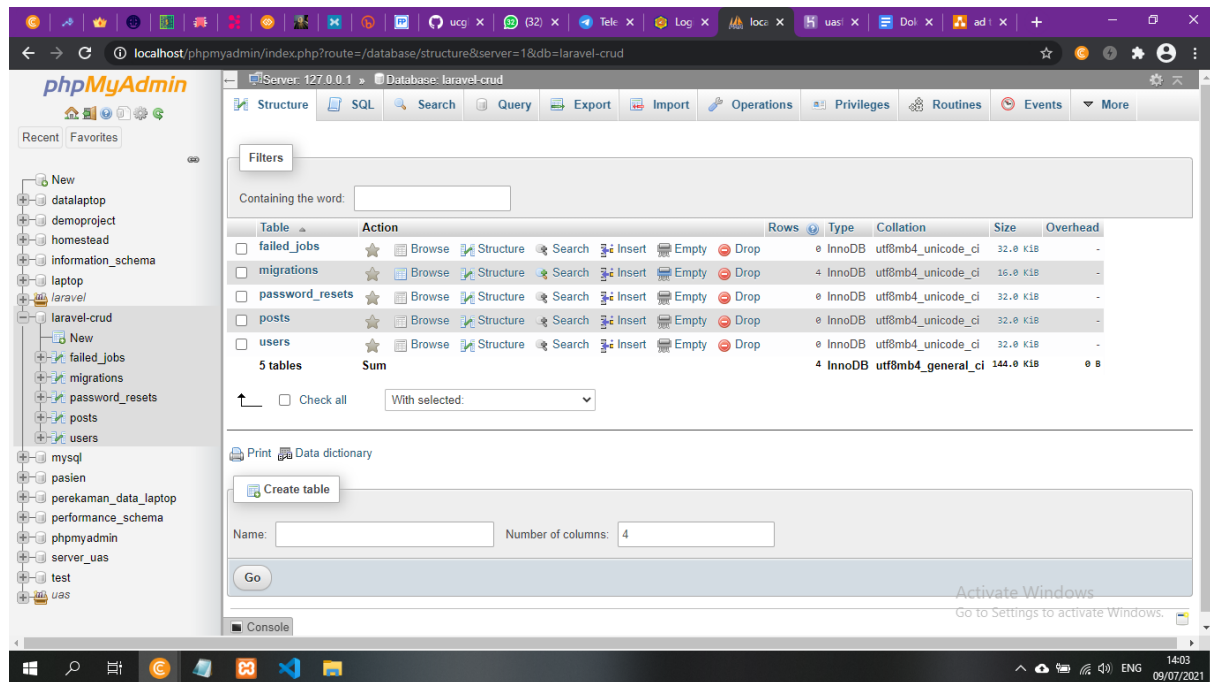 ucg
(32)
Tele
Log
loca
uas!
Dok
ad t
localhost/phpmyadmin/index.php?route=/database/structure&server=1&db=laravel-crud
phpMyAdmin
Recent Favorites
New
datalaptop
demoproject
homestead
information_schema
laptop
laravel
laravel-crud
New
failed_jobs
migrations
password_resets
posts
users
mysql
pasien
perekaman_data_laptop
performance_schema
phpmyadmin
server_uas
test
uas
Server: 127.0.0.1 » Database: laravel-crud
Structure SQL Search Query Export Import Operations Privileges Routines Events More
Filters
Containing the word:
Table Action Rows Type Collation Size Overhead
failed_jobs Browse Structure Search Insert Empty Drop 0 InnoDB utf8mb4_unicode_ci 32.0 KiB -
migrations Browse Structure Search Insert Empty Drop 4 InnoDB utf8mb4_unicode_ci 16.0 KiB -
password_resets Browse Structure Search Insert Empty Drop 0 InnoDB utf8mb4_unicode_ci 32.0 KiB -
posts Browse Structure Search Insert Empty Drop 0 InnoDB utf8mb4_unicode_ci 32.0 KiB -
users Browse Structure Search Insert Empty Drop 0 InnoDB utf8mb4_unicode_ci 32.0 KiB -
5 tables Sum 4 InnoDB utf8mb4_general_ci 144.0 KiB 0 B
Check all With selected:
Print Data dictionary
Create table
Name: Number of columns: 4
Go
Activate Windows
Go to Settings to activate Windows.
Console
ENG
14:03
09/07/2021